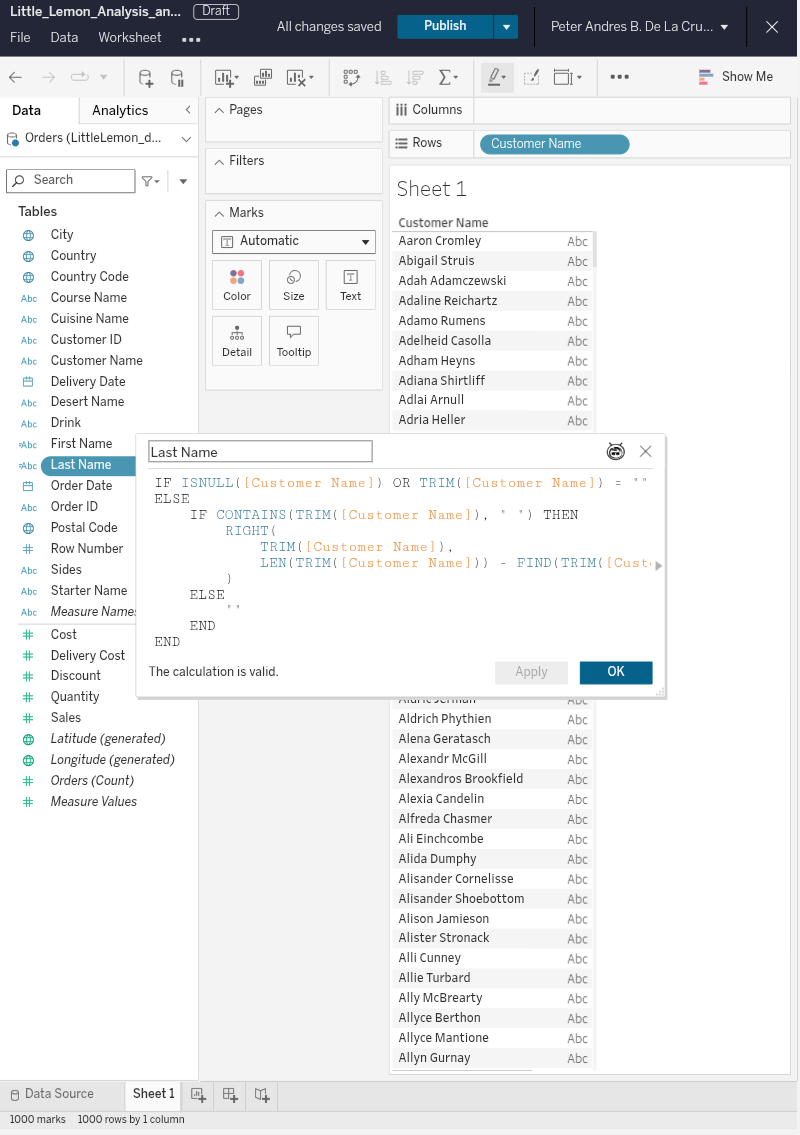 Little_Lemon_Analysis_an...
Draft
All changes saved
Publish
Peter Andres B. De La Cru...
File
Data
Worksheet
Show Me
Data
Analytics
Orders (LittleLemon_d...
Search
Tables
City
Country
Country Code
Abc Course Name
Abc Cuisine Name
Abc Customer ID
Abc Customer Name
Delivery Date
Abc Desert Name
Abc Drink
=Abc First Name
=Abc Last Name
Order Date
Abc Order ID
Postal Code
# Row Number
Abc Sides
Abc Starter Name
Abc Measure Names
# Cost
# Delivery Cost
# Discount
# Quantity
# Sales
Latitude (generated)
Longitude (generated)
# Orders (Count)
# Measure Values
Pages
Filters
Marks
Automatic
Color
Size
Text
Detail
Tooltip
Columns
Rows
Customer Name
Sheet 1
Customer Name
Aaron Cromley Abc
Abigail Struis Abc
Adah Adamczewski Abc
Adaline Reichartz Abc
Adamo Rumens Abc
Adelheid Casolla Abc
Adham Heyns Abc
Adiana Shirtliff Abc
Adlai Arnull Abc
Adria Heller Abc
Last Name
IF ISNULL([Customer Name]) OR TRIM([Customer Name]) = ""
ELSE
IF CONTAINS(TRIM([Customer Name]), " ") THEN
RIGHT(
TRIM([Customer Name]),
LEN(TRIM([Customer Name])) - FIND(TRIM([Custo
)
ELSE
""
END
END
The calculation is valid.
Apply
OK
Aldric Jerman Abc
Aldrich Phythien Abc
Alena Geratasch Abc
Alexandr McGill Abc
Alexandros Brookfield Abc
Alexia Candelin Abc
Alfreda Chasmer Abc
Ali Einchcombe Abc
Alida Dumphy Abc
Alisander Cornelisse Abc
Alisander Shoebottom Abc
Alison Jamieson Abc
Alister Stronack Abc
Alli Cunney Abc
Allie Turbard Abc
Ally McBrearty Abc
Allyce Berthon Abc
Allyce Mantione Abc
Allyn Gurnay Abc
Data Source
Sheet 1
1000 marks
1000 rows by 1 column